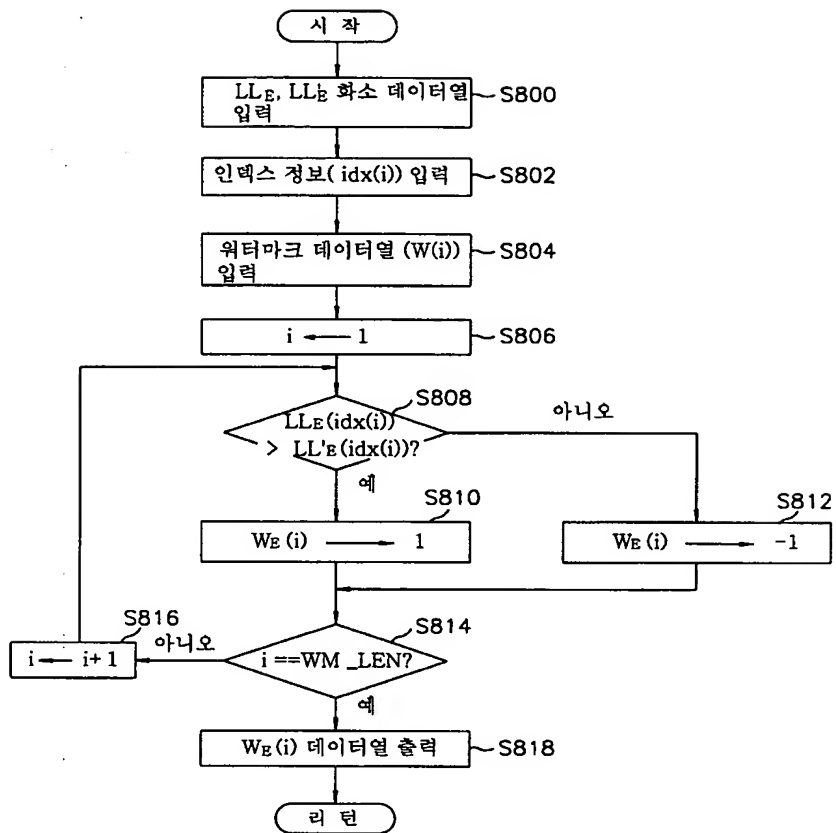 시 작
LLE, LL'E 화소 데이터열
입력
S800
인덱스 정보( idx(i)) 입력
S802
워터마크 데이터열 (W(i))
입력
S804
i ← 1
S806
S808
LLE(idx(i))
> LL'E(idx(i))?
아니오
예
S810
WE (i) → 1
S812
WE (i) → -1
S814
i ==WM _LEN?
아니오
S816
i ← i+ 1
예
WE (i) 데이터열 출력
S818
리 턴